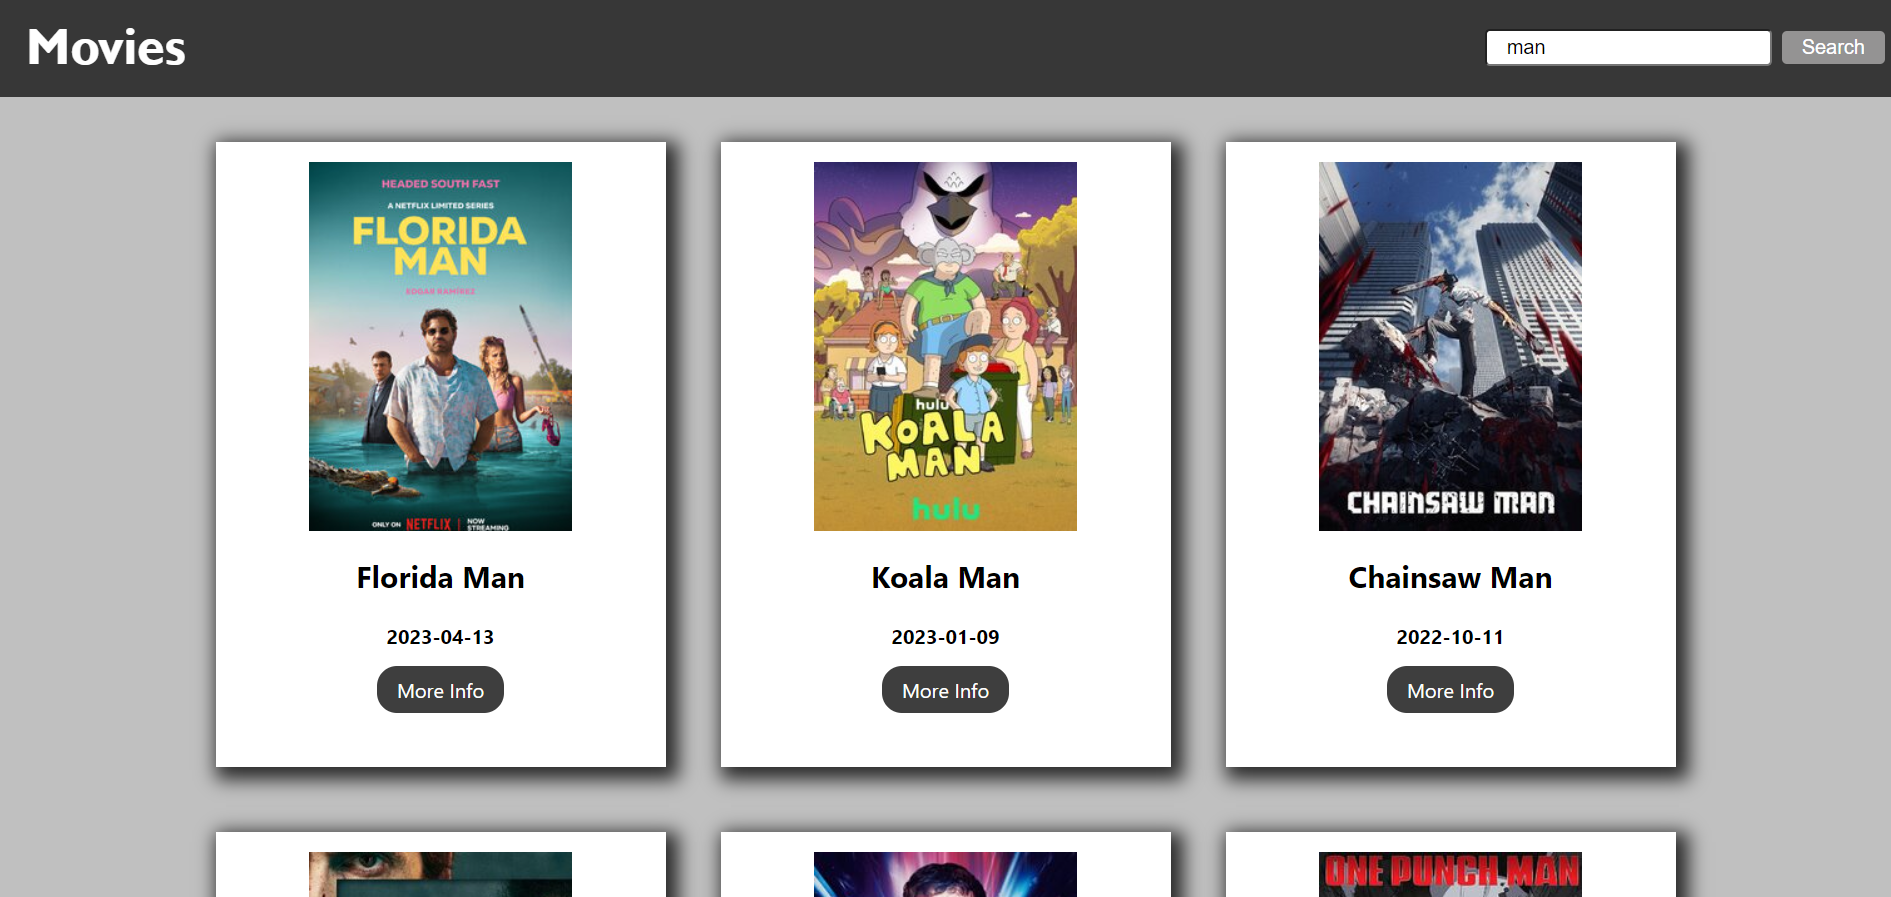 Movies
man
Search
HEADED SOUTH FAST
A NETFLIX LIMITED SERIES
FLORIDA
MAN
EDGAR RAMÍREZ
ONLY ON NETFLIX | NOW STREAMING
hulu
KOALA
MAN
hulu
CHAINSAW MAN
Florida Man
Koala Man
Chainsaw Man
2023-04-13
2023-01-09
2022-10-11
More Info
More Info
More Info
ONE PUNCH MAN